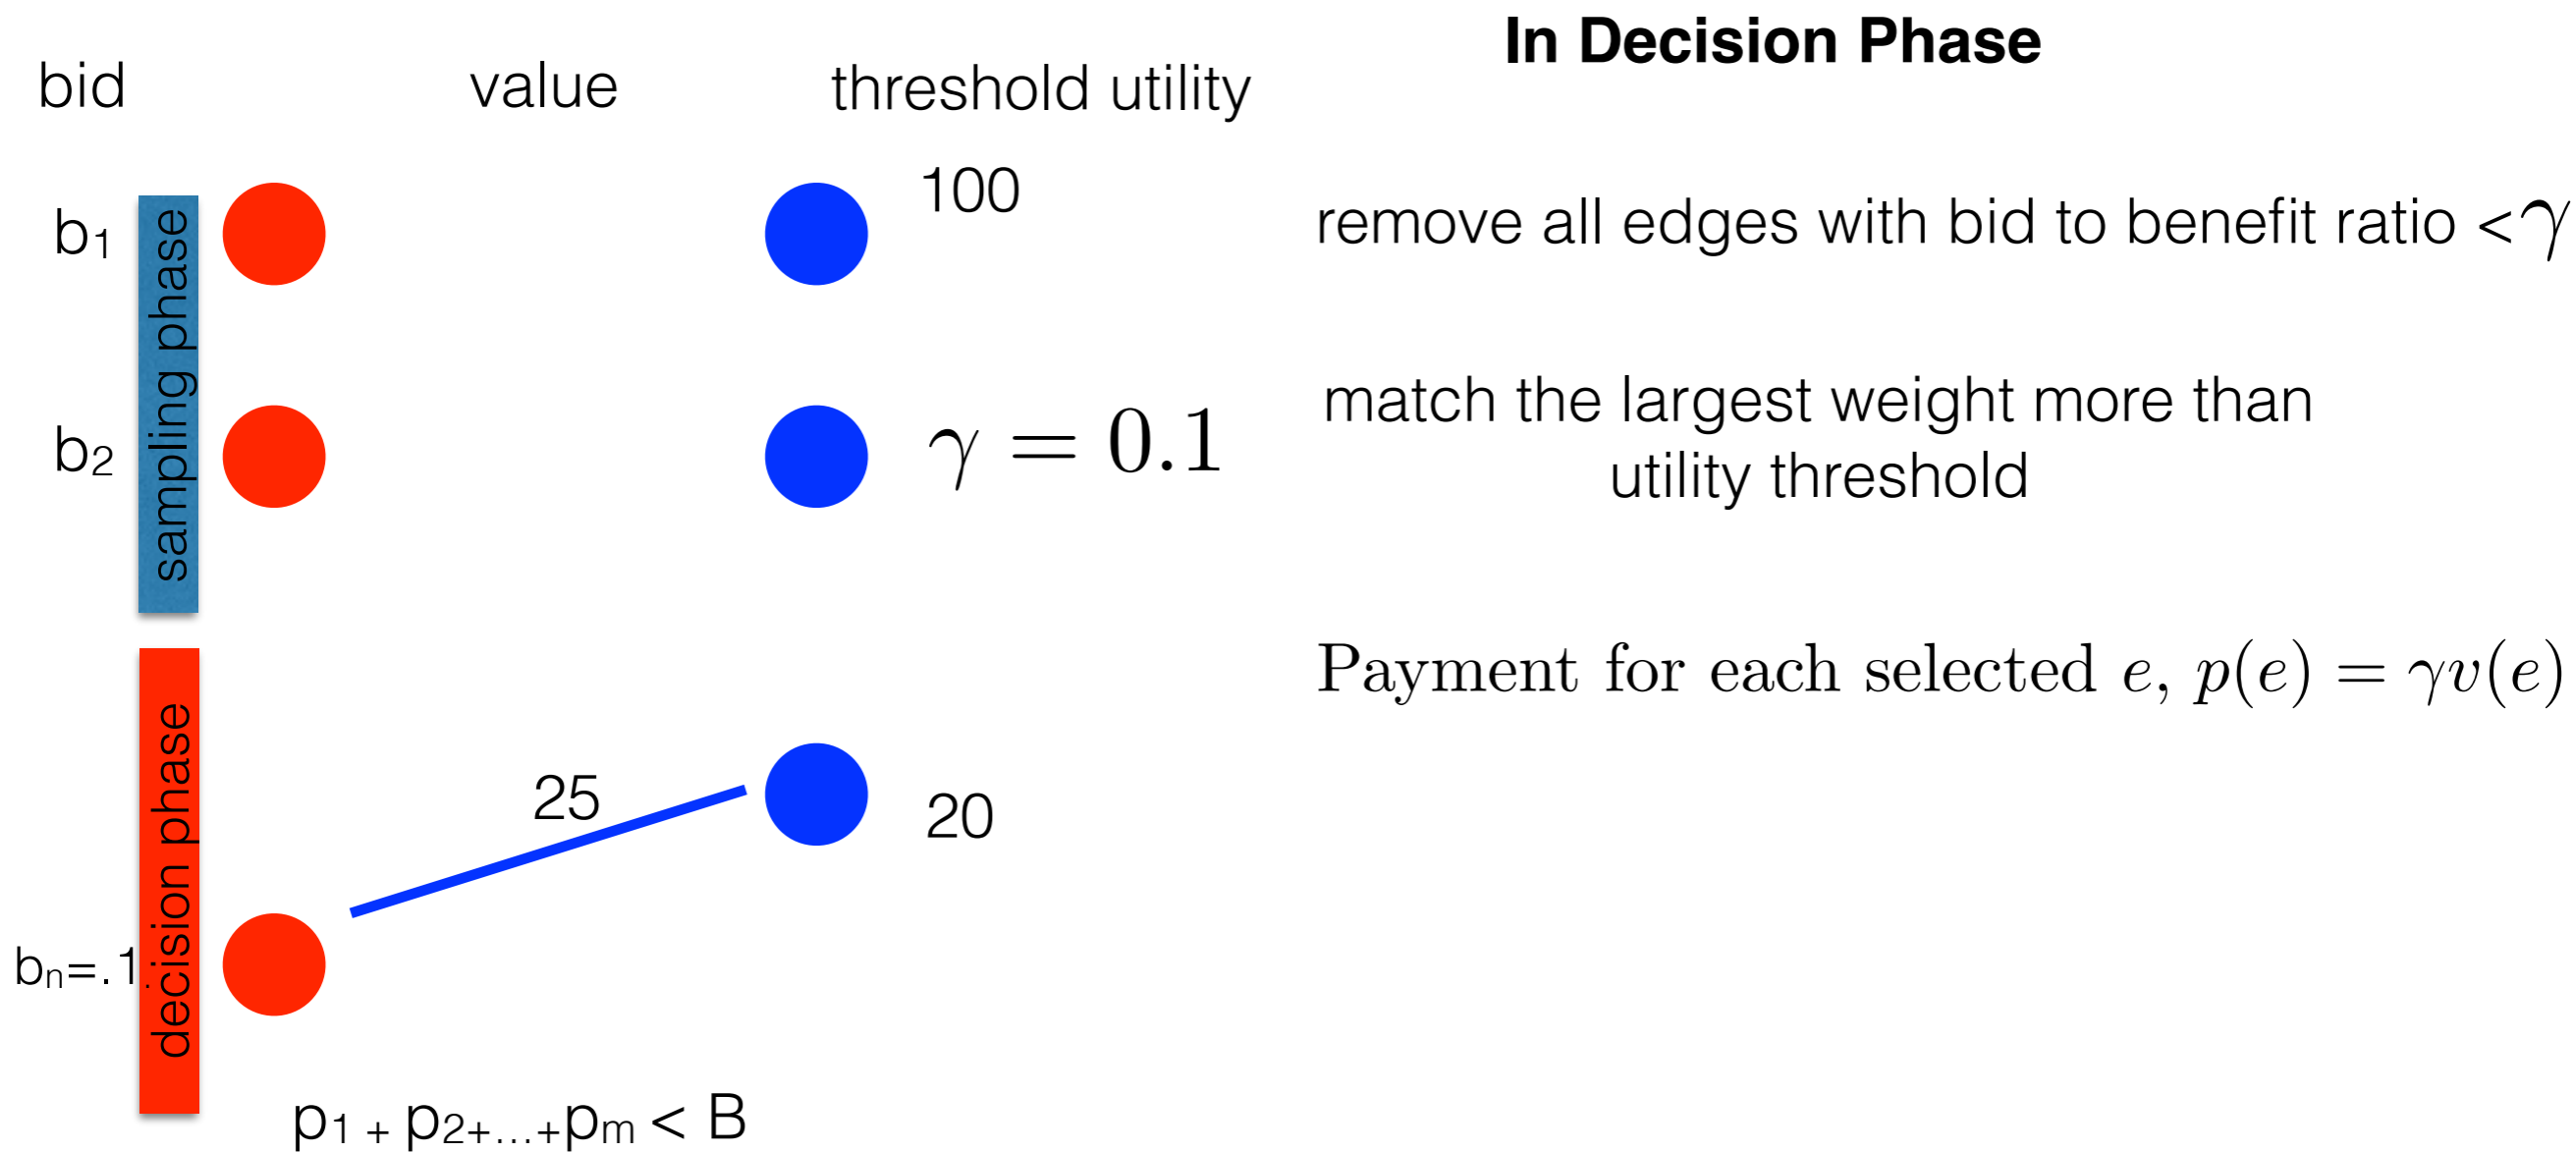 In Decision Phase
bid
value
threshold utility
100
b1
sampling phase
remove all edges with bid to benefit ratio <γ
b2
γ = 0.1
match the largest weight more than
utility threshold
Payment for each selected e, p(e) = γv(e)
decision phase
25
20
bn=.1
p1 + p2+...+pm < B